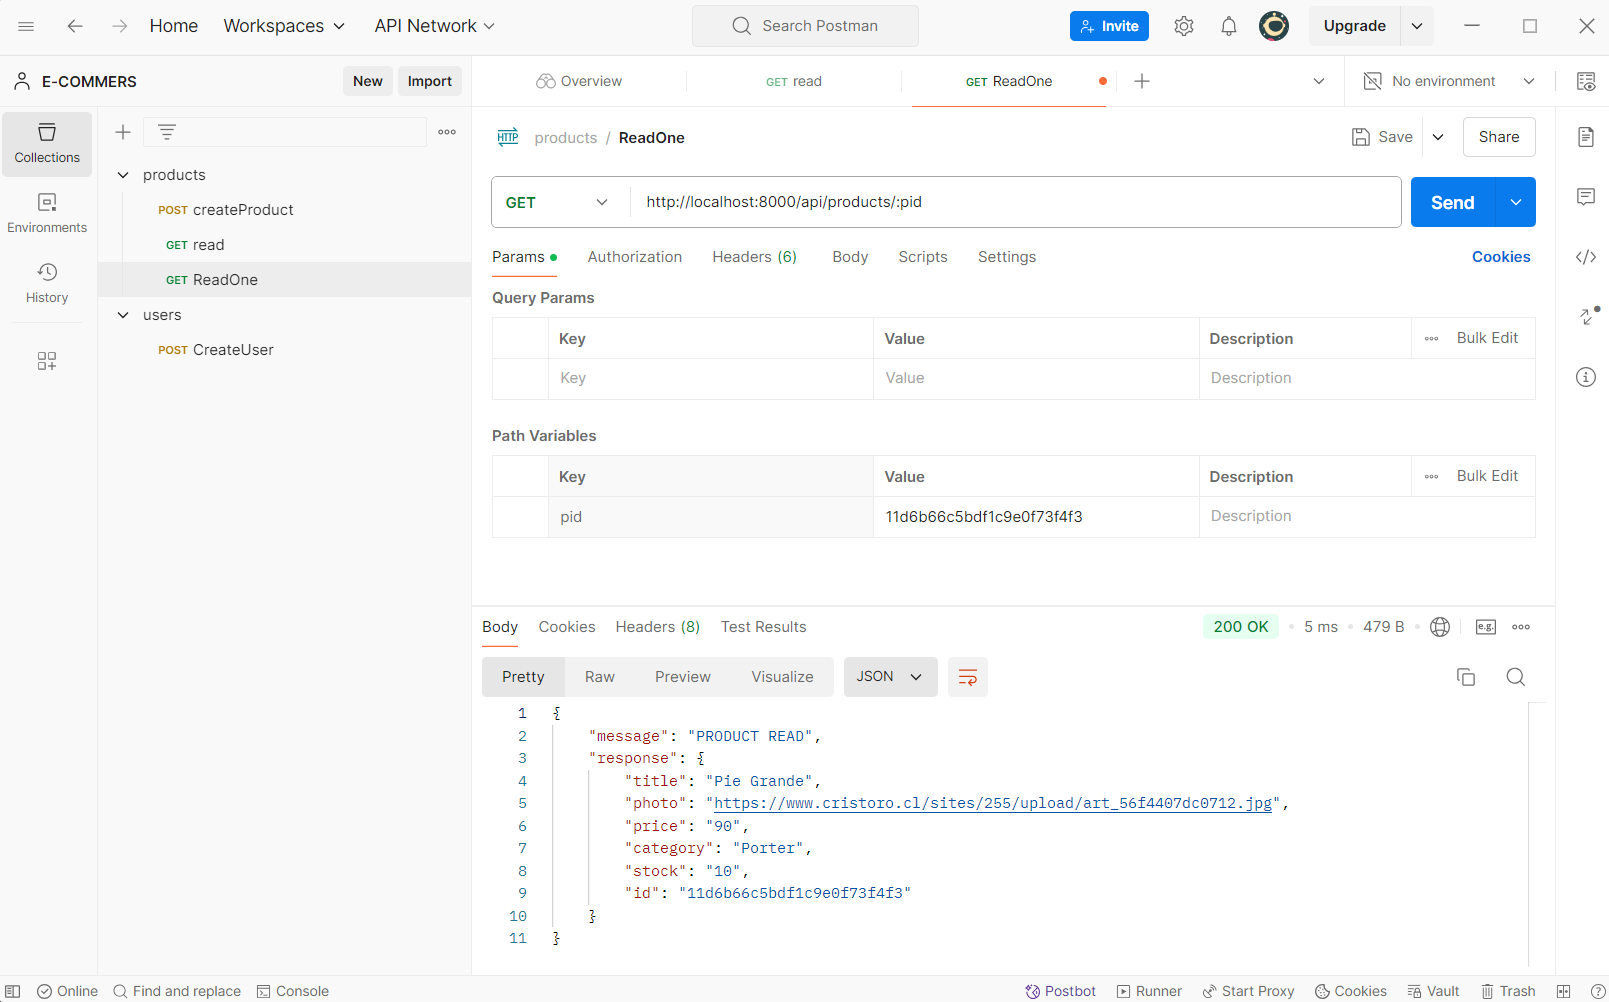 Home Workspaces API Network Search Postman Invite Upgrade
E-COMMERS New Import Overview GET read GET ReadOne No environment
Collections
Environments
History
products
POST createProduct
GET read
GET ReadOne
users
POST CreateUser
HTTP products / ReadOne Save Share
GET http://localhost:8000/api/products/:pid Send
Params Authorization Headers (6) Body Scripts Settings Cookies
Query Params
Key Value Description Bulk Edit
Key Value Description
Path Variables
Key Value Description Bulk Edit
pid 11d6b66c5bdf1c9e0f73f4f3 Description
Body Cookies Headers (8) Test Results 200 OK 5 ms 479 B e.g.
Pretty Raw Preview Visualize JSON
1 {
2 "message": "PRODUCT READ",
3 "response": {
4 "title": "Pie Grande",
5 "photo": "https://www.cristoro.cl/sites/255/upload/art_56f4407dc0712.jpg",
6 "price": "90",
7 "category": "Porter",
8 "stock": "10",
9 "id": "11d6b66c5bdf1c9e0f73f4f3"
10 }
11 }
Online Find and replace Console Postbot Runner Start Proxy Cookies Vault Trash